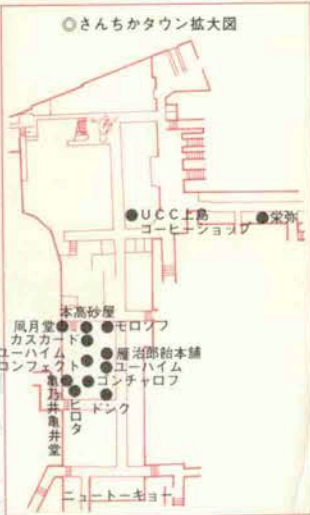 ◎さんちかタウン拡大図
UCC上島
コーヒーショップ
栄弥
本高砂屋
風月堂
モロゾフ
カスカード
ユーハイム
コンフェクト
雁治郎飴本舗
ユーハイム
ゴンチャロフ
亀乃井亀井堂
ヒロタ
ドンク
ニュートーキョー